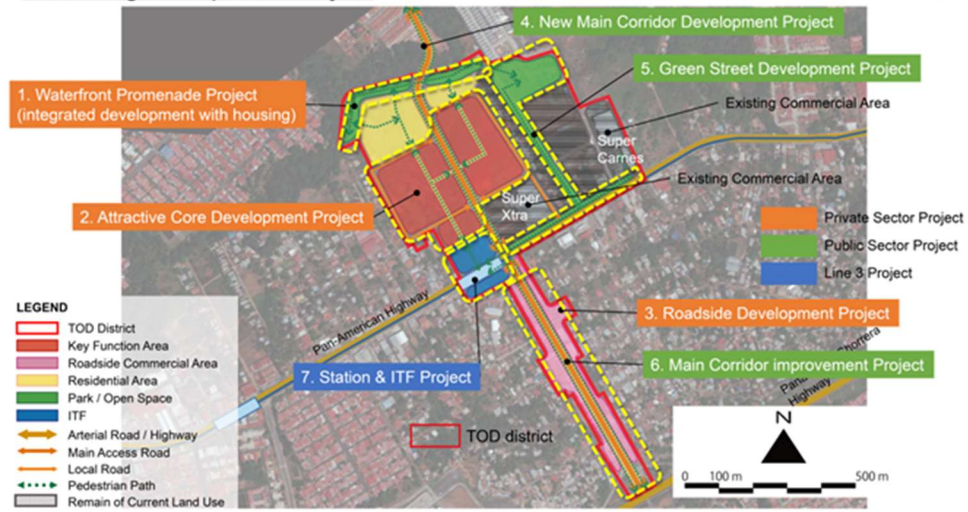 4. New Main Corridor Development Project
5. Green Street Development Project
1. Waterfront Promenade Project
(integrated development with housing)
Existing Commercial Area
Super
Carnes
Existing Commercial Area
Super
Xtra
2. Attractive Core Development Project
Private Sector Project
Public Sector Project
Line 3 Project
Pan-American Highway
3. Roadside Development Project
6. Main Corridor improvement Project
7. Station & ITF Project
Highway
TOD district
LEGEND
TOD District
Key Function Area
Roadside Commercial Area
Residential Area
Park / Open Space
ITF
Arterial Road / Highway
Main Access Road
Local Road
Pedestrian Path
Remain of Current Land Use
N
0 100 m 500 m